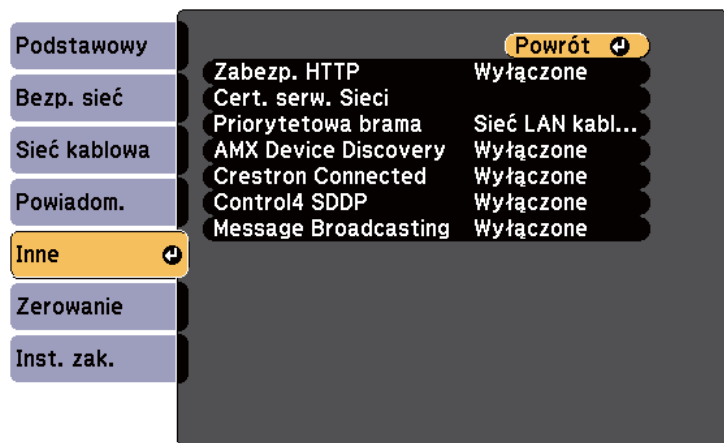 Podstawowy
Bezp. sieć
Sieć kablowa
Powiadom.
Inne
Zerowanie
Inst. zak.
Powrót
Zabezp. HTTP Wyłączone
Cert. serw. Sieci
Priorytetowa brama Sieć LAN kabl...
AMX Device Discovery Wyłączone
Crestron Connected Wyłączone
Control4 SDDP Wyłączone
Message Broadcasting Wyłączone